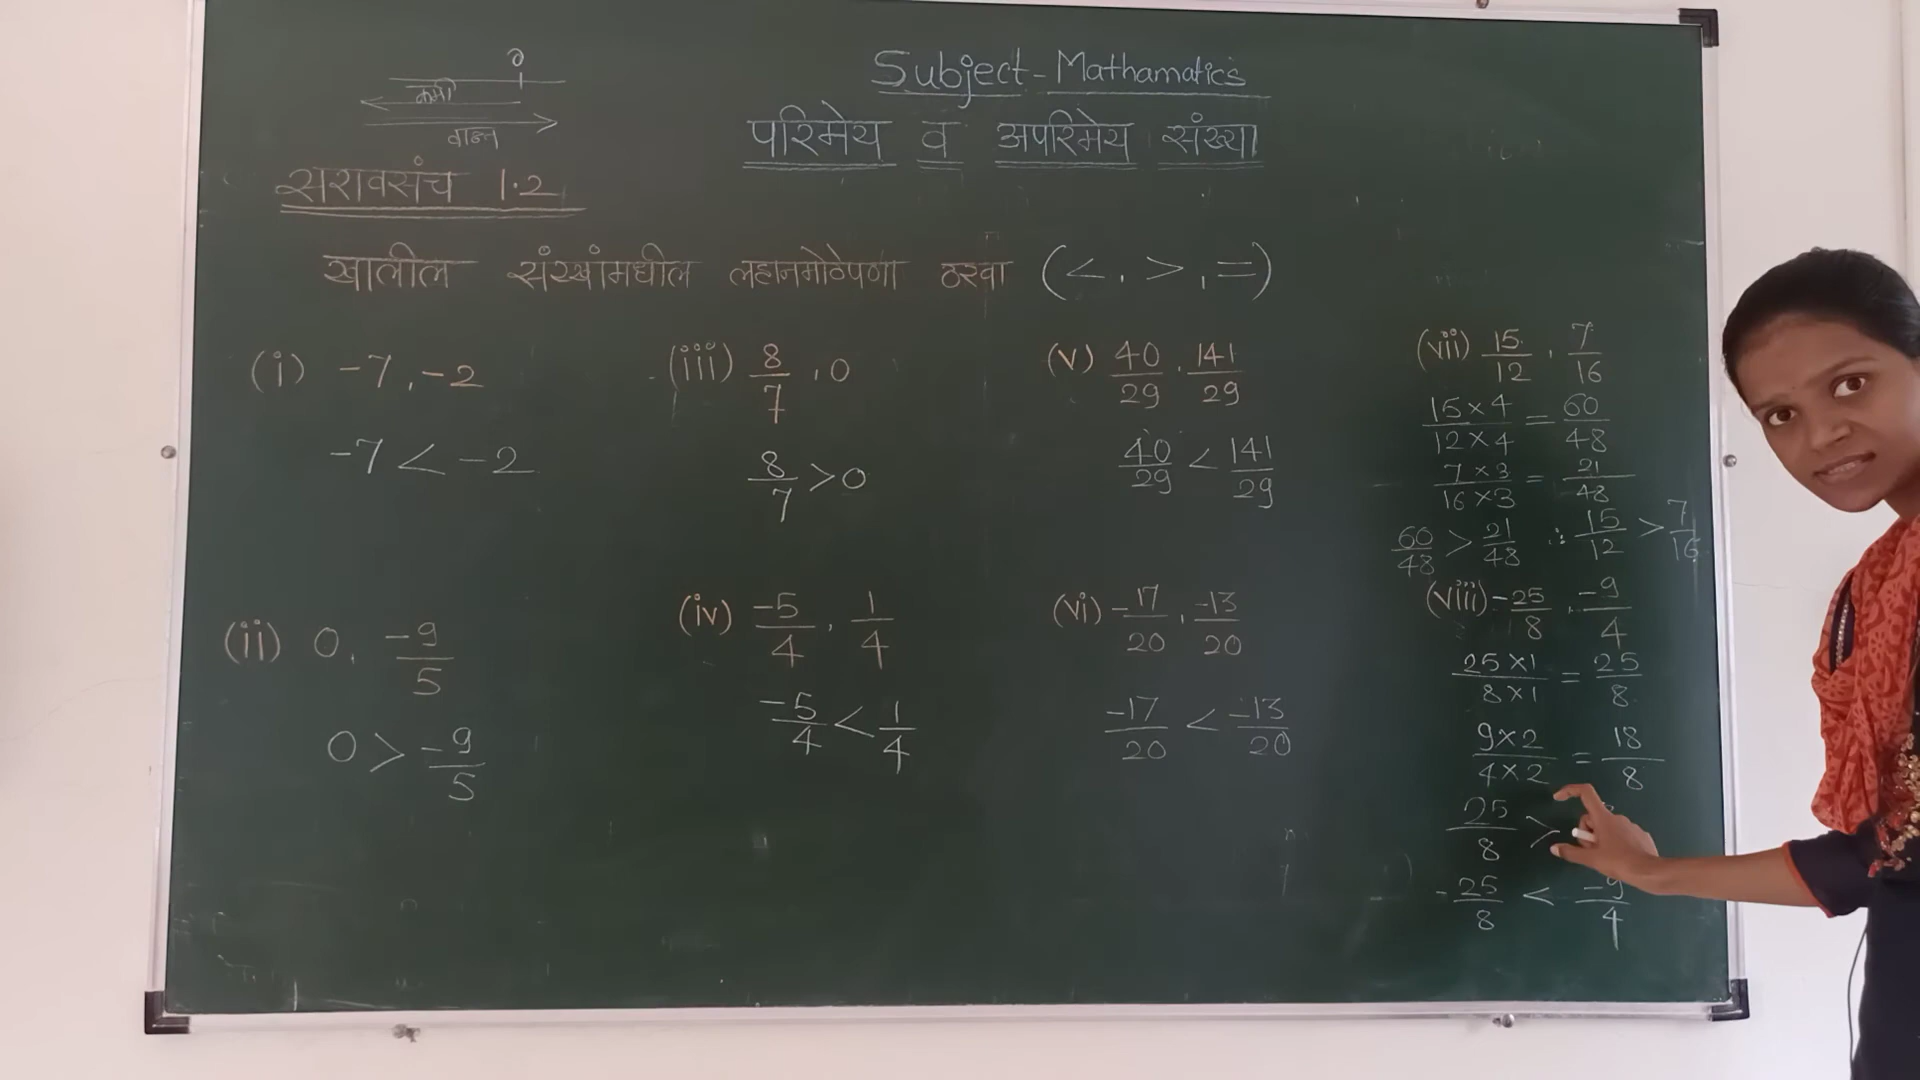 ०
कमी
Subject - Mathamatics
परिमेय व अपरिमेय संख्या
सरावसंच 1.2
खालील संख्यांमधील लहानमोठेपणा ठरवा (<, >, =)
(i) -7, -2
-7 < -2
(ii) 0, -9/5
0 > -9/5
(iii) 8/7, 0
8/7 > 0
(iv) -5/4, 1/4
-5/4 < 1/4
(v) 40/29, 141/29
40/29 < 141/29
(vi) -17/20, -13/20
-17/20 < -13/20
(vii) 15/12, 7/16
15×4/12×4 = 60/48
7×3/16×3 = 21/48
60/48 > 21/48 ∴ 15/12 > 7/16
(viii) -25/8, -9/4
25×1/8×1 = 25/8
9×2/4×2 = 18/8
25/8 >
-25/8 < -9/4